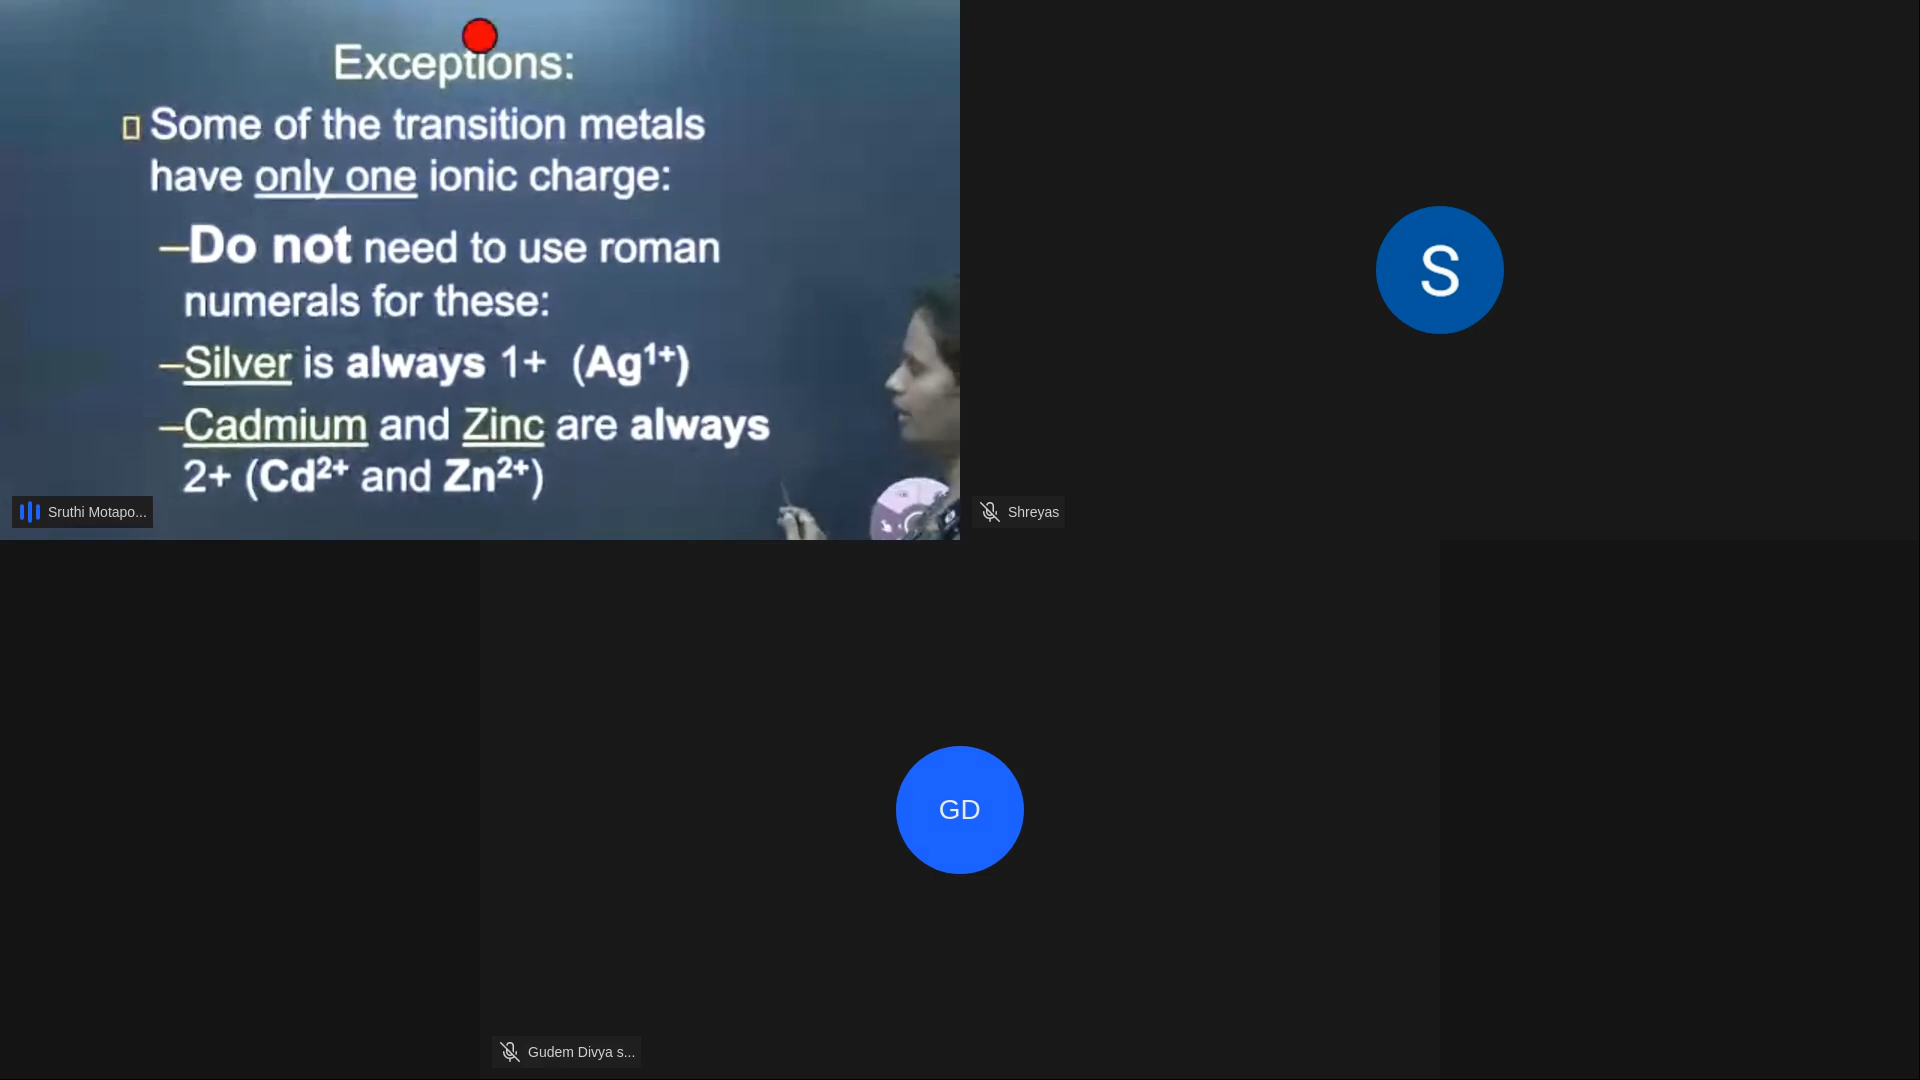 Exceptions:
Some of the transition metals
have only one ionic charge:
–Do not need to use roman
numerals for these:
–Silver is always 1+ (Ag¹⁺)
–Cadmium and Zinc are always
2+ (Cd²⁺ and Zn²⁺)
Sruthi Motapo...
S
Shreyas
GD
Gudem Divya s...